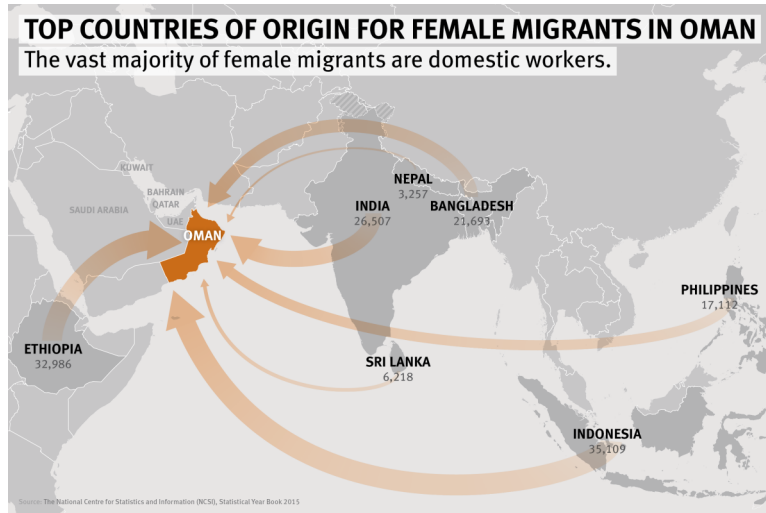 TOP COUNTRIES OF ORIGIN FOR FEMALE MIGRANTS IN OMAN
The vast majority of female migrants are domestic workers.
KUWAIT
BAHRAIN
QATAR
SAUDI ARABIA
UAE
OMAN
NEPAL
3,257
INDIA
26,507
BANGLADESH
21,693
PHILIPPINES
17,112
ETHIOPIA
32,986
SRI LANKA
6,218
INDONESIA
35,109
Source: The National Centre for Statistics and Information (NCSI), Statistical Year Book 2015